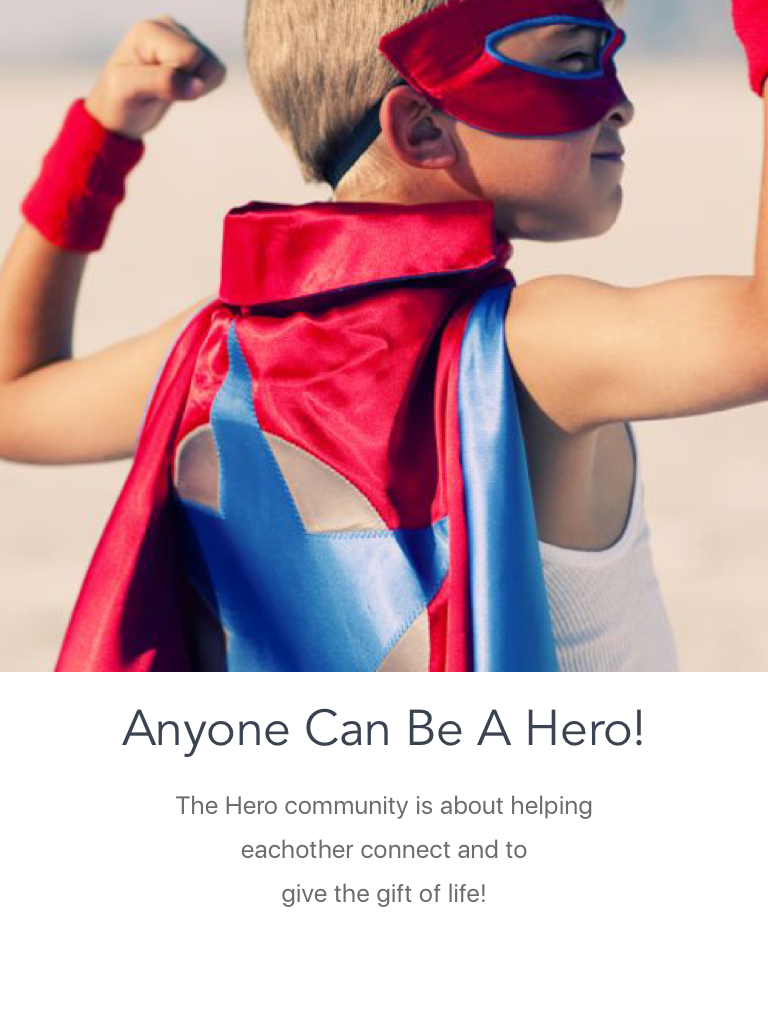 Anyone Can Be A Hero!
The Hero community is about helping
eachother connect and to
give the gift of life!